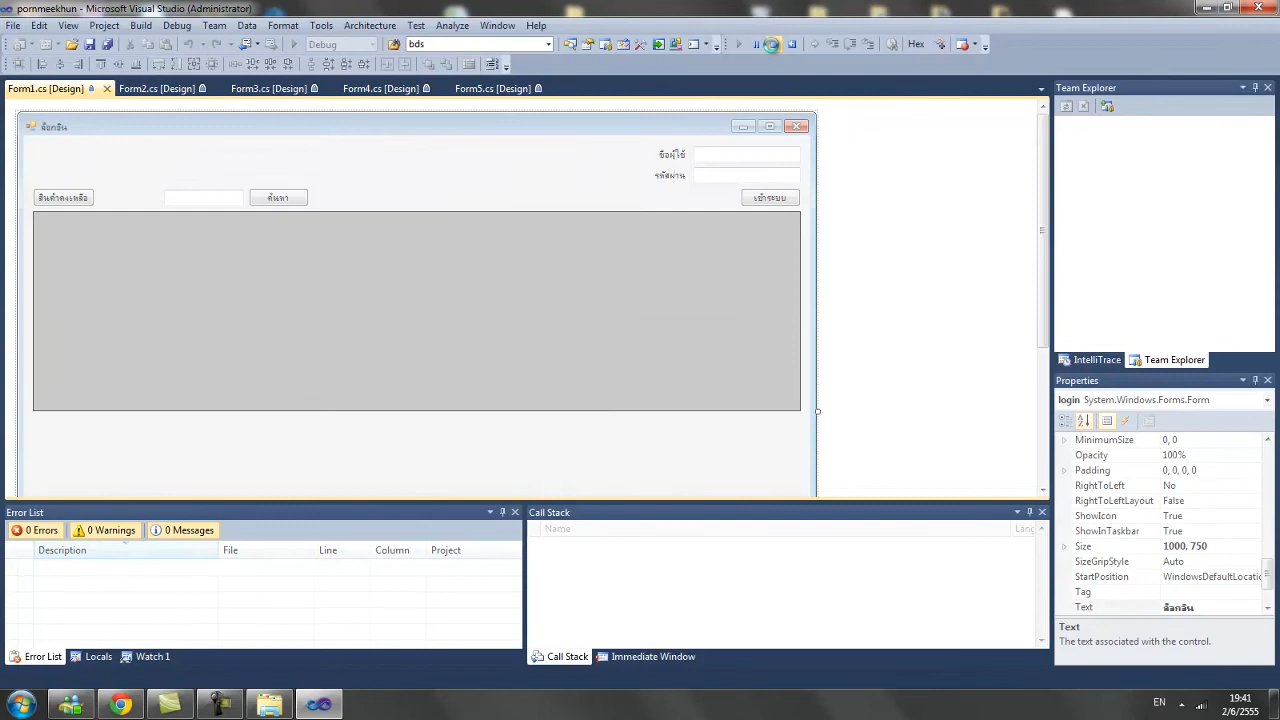 pornmeekhun - Microsoft Visual Studio (Administrator)
File Edit View Project Build Debug Team Data Format Tools Architecture Test Analyze Window Help
Debug bds Hex
Form1.cs [Design] Form2.cs [Design] Form3.cs [Design] Form4.cs [Design] Form5.cs [Design]
ล็อกอิน
ชื่อผู้ใช้
รหัสผ่าน
สินค้าคงเหลือ ค้นหา เข้าระบบ
Team Explorer
IntelliTrace Team Explorer
Properties
login System.Windows.Forms.Form
MinimumSize 0, 0
Opacity 100%
Padding 0, 0, 0, 0
RightToLeft No
RightToLeftLayout False
ShowIcon True
ShowInTaskbar True
Size 1000, 750
SizeGripStyle Auto
StartPosition WindowsDefaultLocatio
Tag
Text ล็อกอิน
Text
The text associated with the control.
Error List
0 Errors 0 Warnings 0 Messages
Description File Line Column Project
Error List Locals Watch 1
Call Stack
Name Lang
Call Stack Immediate Window
EN 19:41
2/6/2555